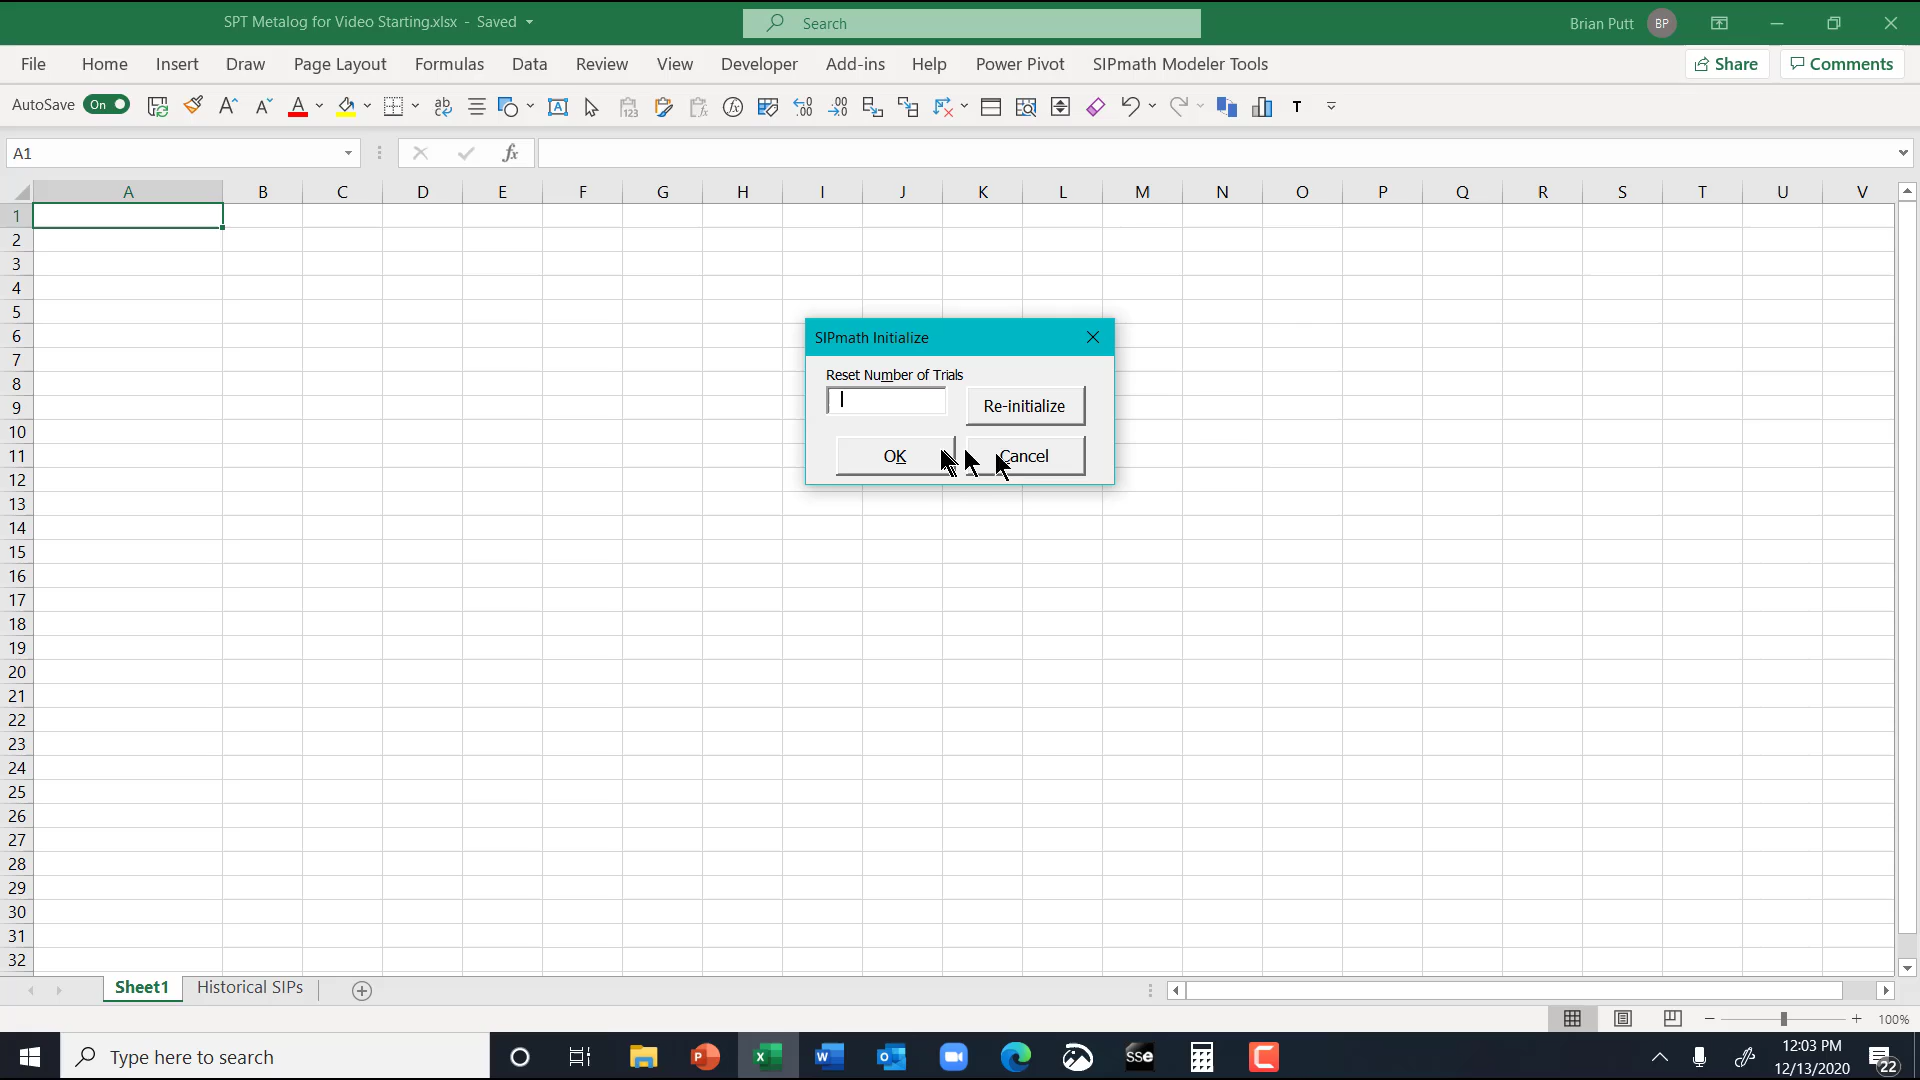 SPT Metalog for Video Starting.xlsx - Saved
Search
Brian Putt BP
File Home Insert Draw Page Layout Formulas Data Review View Developer Add-ins Help Power Pivot SIPmath Modeler Tools Share Comments
AutoSave On
A1
fx
A B C D E F G H I J K L M N O P Q R S T U V
1
2
3
4
5
6
7
8
9
10
11
12
13
14
15
16
17
18
19
20
21
22
23
24
25
26
27
28
29
30
31
32
SIPmath Initialize
Reset Number of Trials
Re-initialize
OK Cancel
Sheet1 Historical SIPs
100%
Type here to search
SSe
12:03 PM
12/13/2020
22